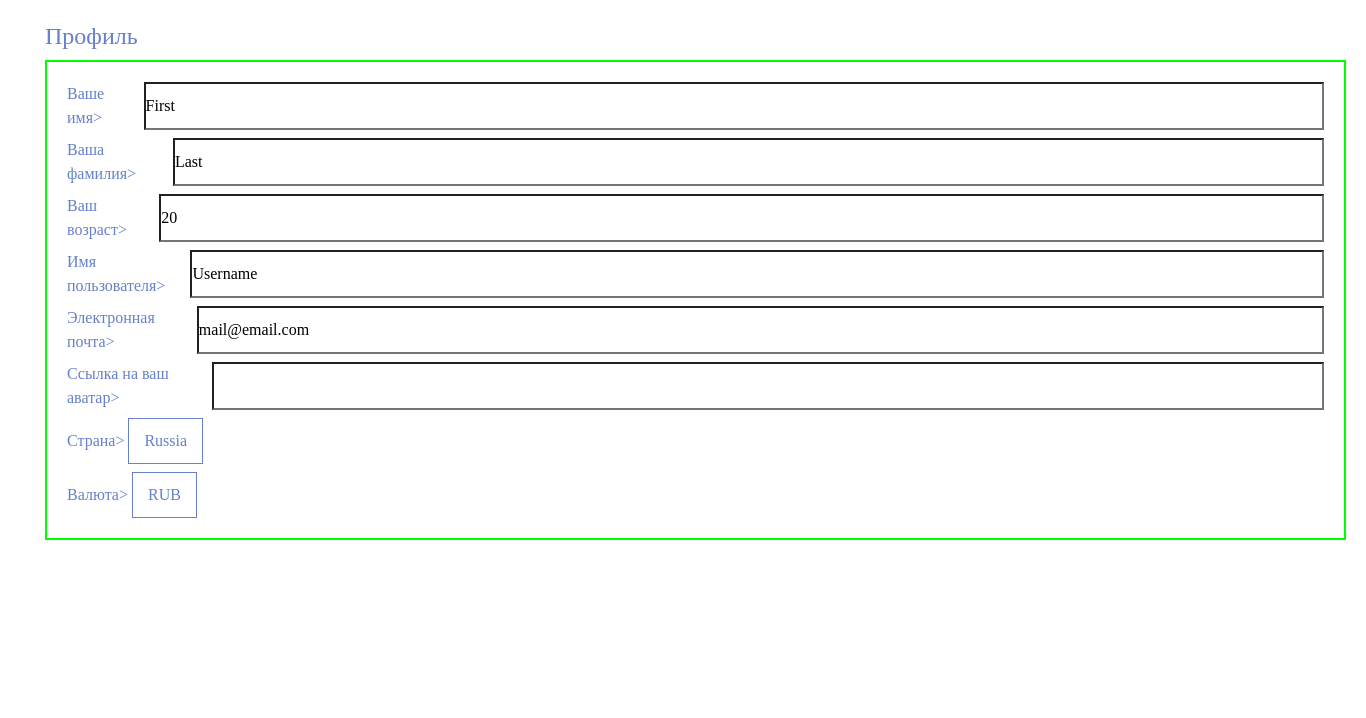 Профиль
Ваше
имя>
First
Ваша
фамилия>
Last
Ваш
возраст>
20
Имя
пользователя>
Username
Электронная
почта>
mail@email.com
Ссылка на ваш
аватар>
Страна> Russia
Валюта> RUB